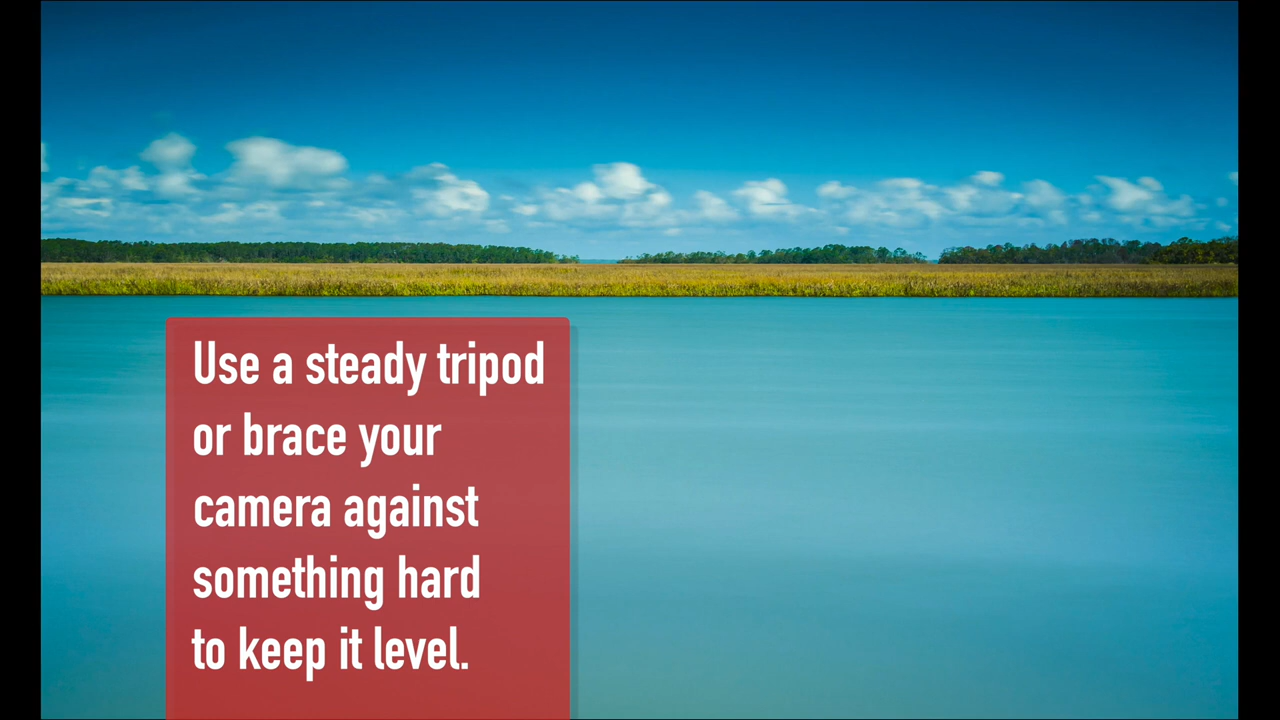 Use a steady tripod
or brace your
camera against
something hard
to keep it level.